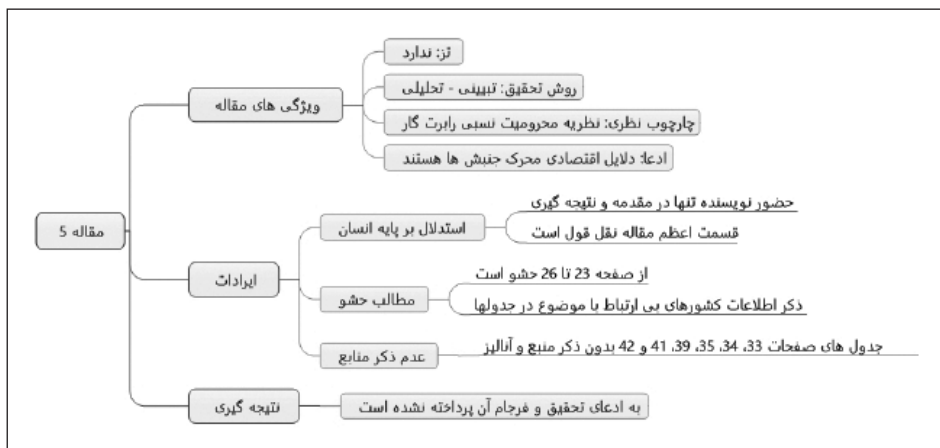 مقاله 5
ویژگی های مقاله
تز: ندارد
روش تحقیق: تبیینی - تحلیلی
چارچوب نظری: نظریه محرومیت نسبی رابرت گار
ادعا: دلایل اقتصادی محرک جنبش ها هستند
ایرادات
استدلال بر پایه انسان
حضور نویسنده تنها در مقدمه و نتیجه گیری
قسمت اعظم مقاله نقل قول است
مطالب حشو
از صفحه 23 تا 26 حشو است
ذکر اطلاعات کشورهای بی ارتباط با موضوع در جدولها
عدم ذکر منابع
جدول های صفحات 33، 34، 35، 39، 41 و 42 بدون ذکر منبع و آنالیز
نتیجه گیری
به ادعای تحقیق و فرجام آن پرداخته نشده است